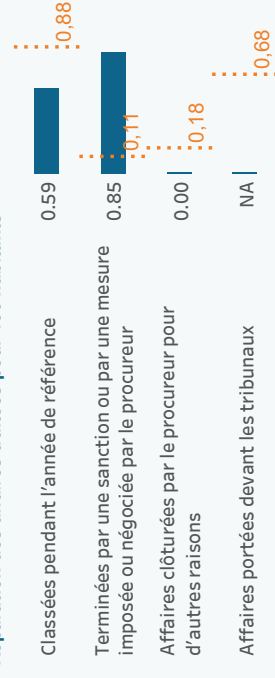 Classées pendant l'année de référence
0.59
0,88
Terminées par une sanction ou par une mesure
imposée ou négociée par le procureur
0.85
0,11
Affaires clôturées par le procureur pour
d'autres raisons
0.00
0,18
Affaires portées devant les tribunaux
NA
0,68